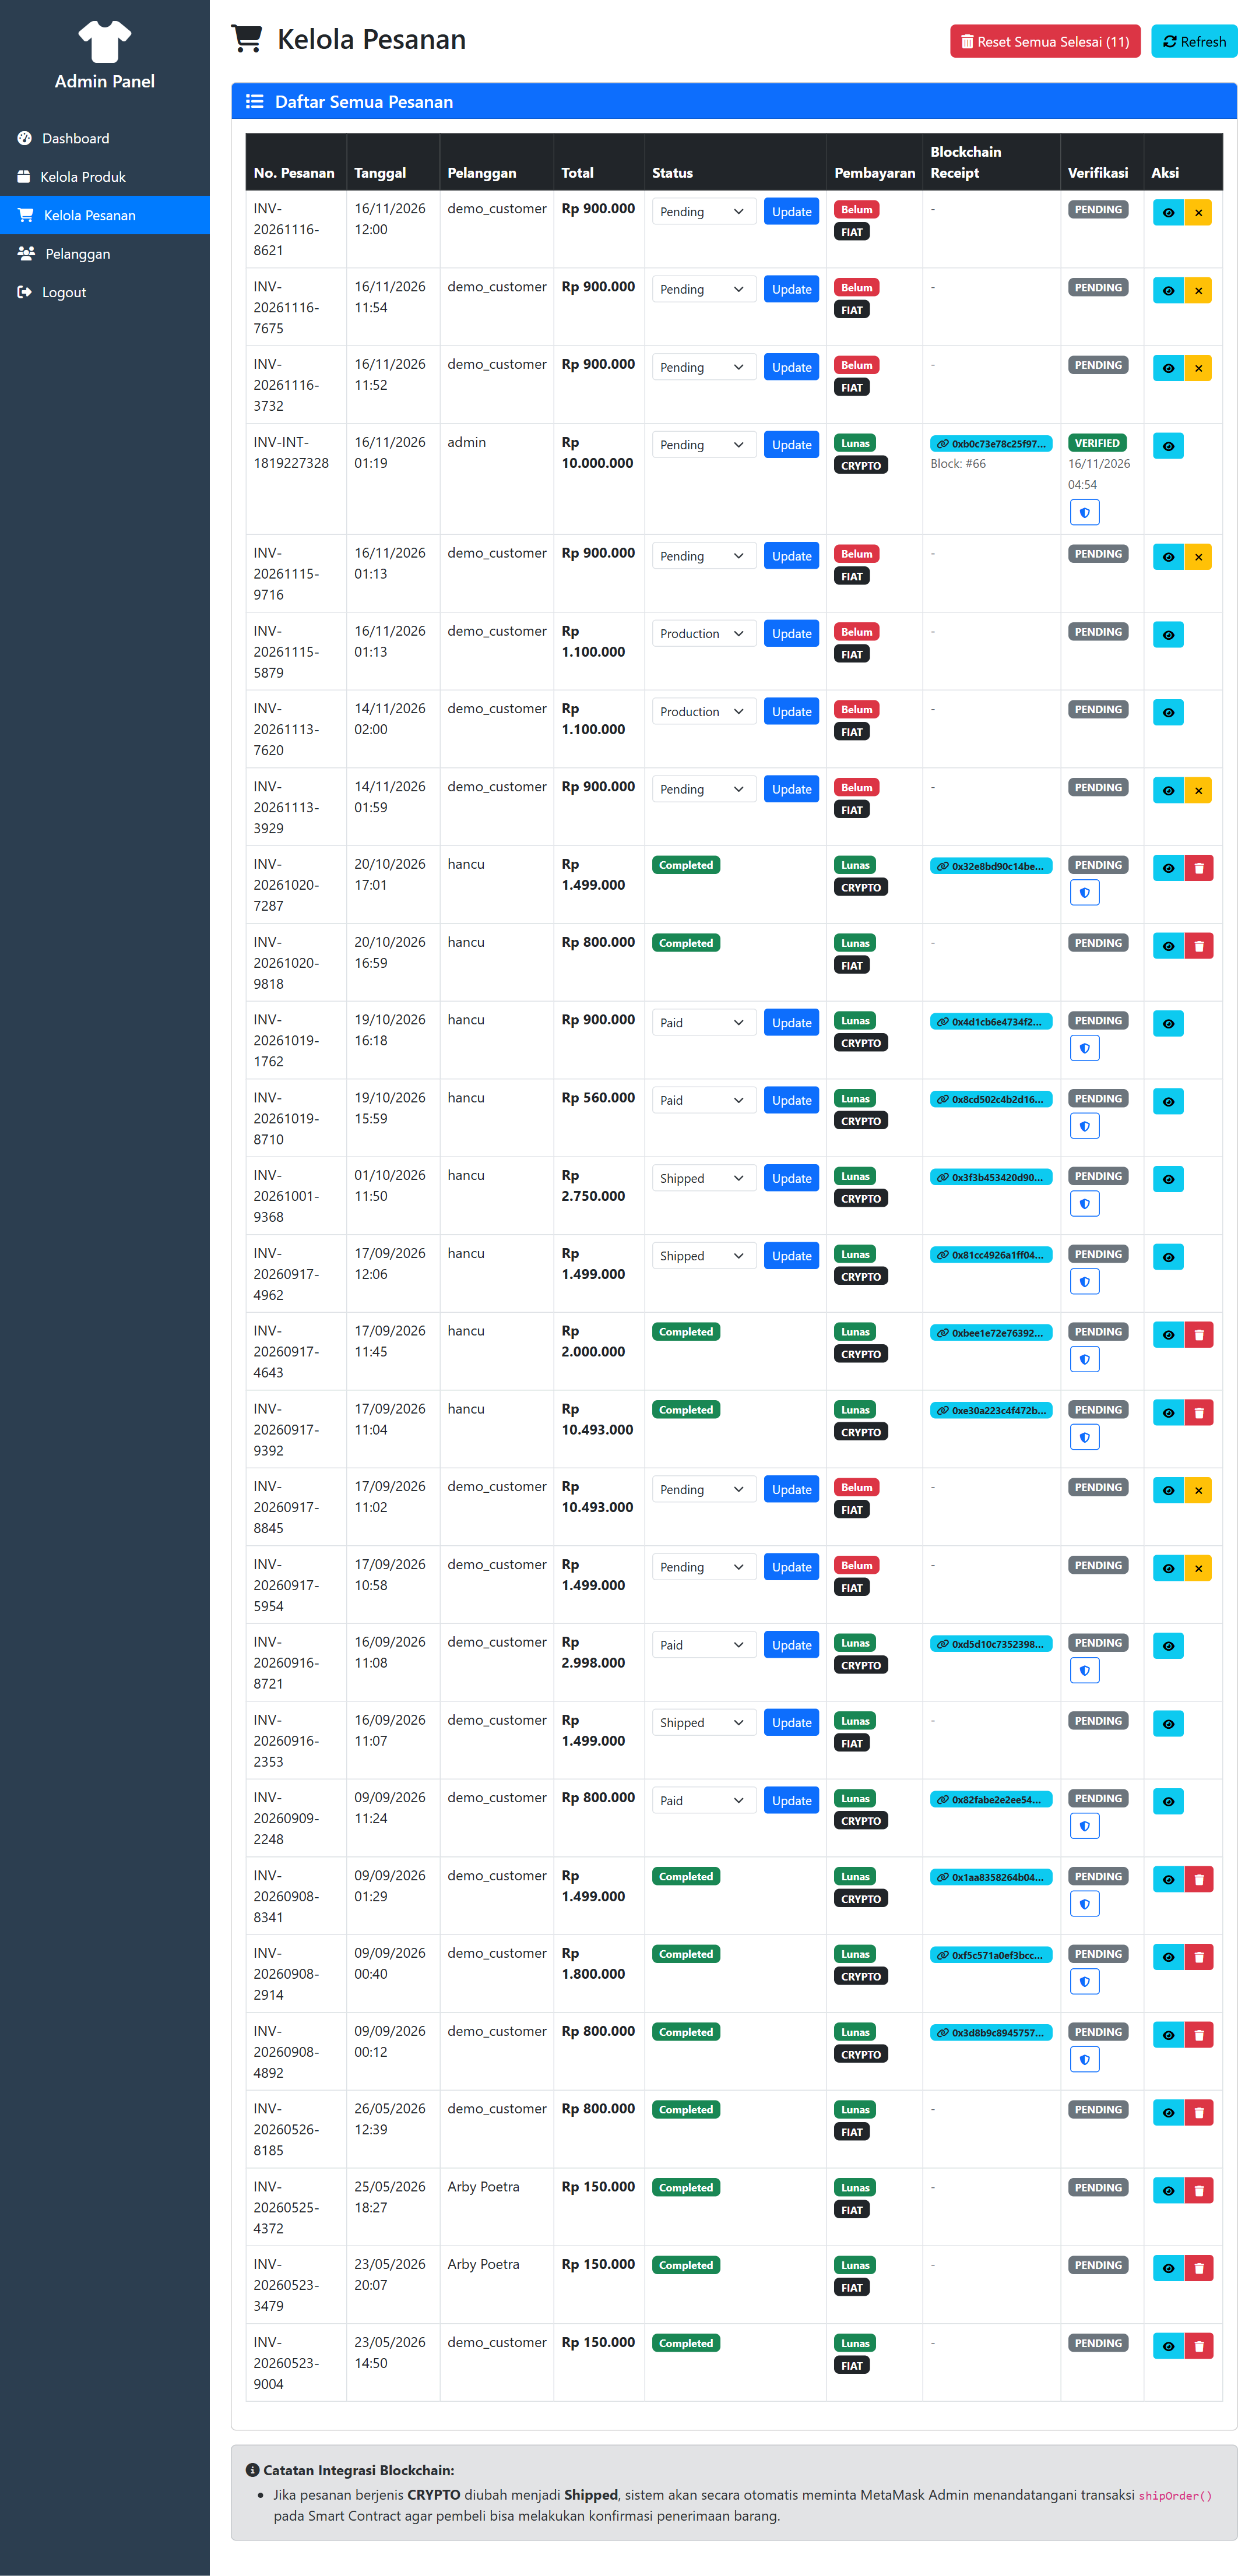 Admin Panel
Dashboard
Kelola Produk
Kelola Pesanan
Pelanggan
Logout
Kelola Pesanan
Reset Semua Selesai (11)
Refresh
Daftar Semua Pesanan
No. Pesanan Tanggal Pelanggan Total Status Pembayaran Blockchain Receipt Verifikasi Aksi
INV-20261116-8621 16/11/2026 12:00 demo_customer Rp 900.000 Pending Update Belum FIAT - PENDING
INV-20261116-7675 16/11/2026 11:54 demo_customer Rp 900.000 Pending Update Belum FIAT - PENDING
INV-20261116-3732 16/11/2026 11:52 demo_customer Rp 900.000 Pending Update Belum FIAT - PENDING
INV-INT-1819227328 16/11/2026 01:19 admin Rp 10.000.000 Pending Update Lunas CRYPTO 0xb0c73e78c25f97... Block: #66 VERIFIED 16/11/2026 04:54
INV-20261115-9716 16/11/2026 01:13 demo_customer Rp 900.000 Pending Update Belum FIAT - PENDING
INV-20261115-5879 16/11/2026 01:13 demo_customer Rp 1.100.000 Production Update Belum FIAT - PENDING
INV-20261113-7620 14/11/2026 02:00 demo_customer Rp 1.100.000 Production Update Belum FIAT - PENDING
INV-20261113-3929 14/11/2026 01:59 demo_customer Rp 900.000 Pending Update Belum FIAT - PENDING
INV-20261020-7287 20/10/2026 17:01 hancu Rp 1.499.000 Completed Lunas CRYPTO 0x32e8bd90c14be... PENDING
INV-20261020-9818 20/10/2026 16:59 hancu Rp 800.000 Completed Lunas FIAT - PENDING
INV-20261019-1762 19/10/2026 16:18 hancu Rp 900.000 Paid Update Lunas CRYPTO 0x4d1cb6e4734f2... PENDING
INV-20261019-8710 19/10/2026 15:59 hancu Rp 560.000 Paid Update Lunas CRYPTO 0x8cd502c4b2d16... PENDING
INV-20261001-9368 01/10/2026 11:50 hancu Rp 2.750.000 Shipped Update Lunas CRYPTO 0x3f3b453420d90... PENDING
INV-20260917-4962 17/09/2026 12:06 hancu Rp 1.499.000 Shipped Update Lunas CRYPTO 0x81cc4926a1ff04... PENDING
INV-20260917-4643 17/09/2026 11:45 hancu Rp 2.000.000 Completed Lunas CRYPTO 0xbee1e72e76392... PENDING
INV-20260917-9392 17/09/2026 11:04 hancu Rp 10.493.000 Completed Lunas CRYPTO 0xe30a223c4f472b... PENDING
INV-20260917-8845 17/09/2026 11:02 demo_customer Rp 10.493.000 Pending Update Belum FIAT - PENDING
INV-20260917-5954 17/09/2026 10:58 demo_customer Rp 1.499.000 Pending Update Belum FIAT - PENDING
INV-20260916-8721 16/09/2026 11:08 demo_customer Rp 2.998.000 Paid Update Lunas CRYPTO 0xd5d10c7352398... PENDING
INV-20260916-2353 16/09/2026 11:07 demo_customer Rp 1.499.000 Shipped Update Lunas FIAT - PENDING
INV-20260909-2248 09/09/2026 11:24 demo_customer Rp 800.000 Paid Update Lunas CRYPTO 0x82fabe2e2ee54... PENDING
INV-20260908-8341 09/09/2026 01:29 demo_customer Rp 1.499.000 Completed Lunas CRYPTO 0x1aa8358264b04... PENDING
INV-20260908-2914 09/09/2026 00:40 demo_customer Rp 1.800.000 Completed Lunas CRYPTO 0xf5c571a0ef3bcc... PENDING
INV-20260908-4892 09/09/2026 00:12 demo_customer Rp 800.000 Completed Lunas CRYPTO 0x3d8b9c8945757... PENDING
INV-20260526-8185 26/05/2026 12:39 demo_customer Rp 800.000 Completed Lunas FIAT - PENDING
INV-20260525-4372 25/05/2026 18:27 Arby Poetra Rp 150.000 Completed Lunas FIAT - PENDING
INV-20260523-3479 23/05/2026 20:07 Arby Poetra Rp 150.000 Completed Lunas FIAT - PENDING
INV-20260523-9004 23/05/2026 14:50 demo_customer Rp 150.000 Completed Lunas FIAT - PENDING
Catatan Integrasi Blockchain:
• Jika pesanan berjenis CRYPTO diubah menjadi Shipped, sistem akan secara otomatis meminta MetaMask Admin menandatangani transaksi shipOrder()
pada Smart Contract agar pembeli bisa melakukan konfirmasi penerimaan barang.